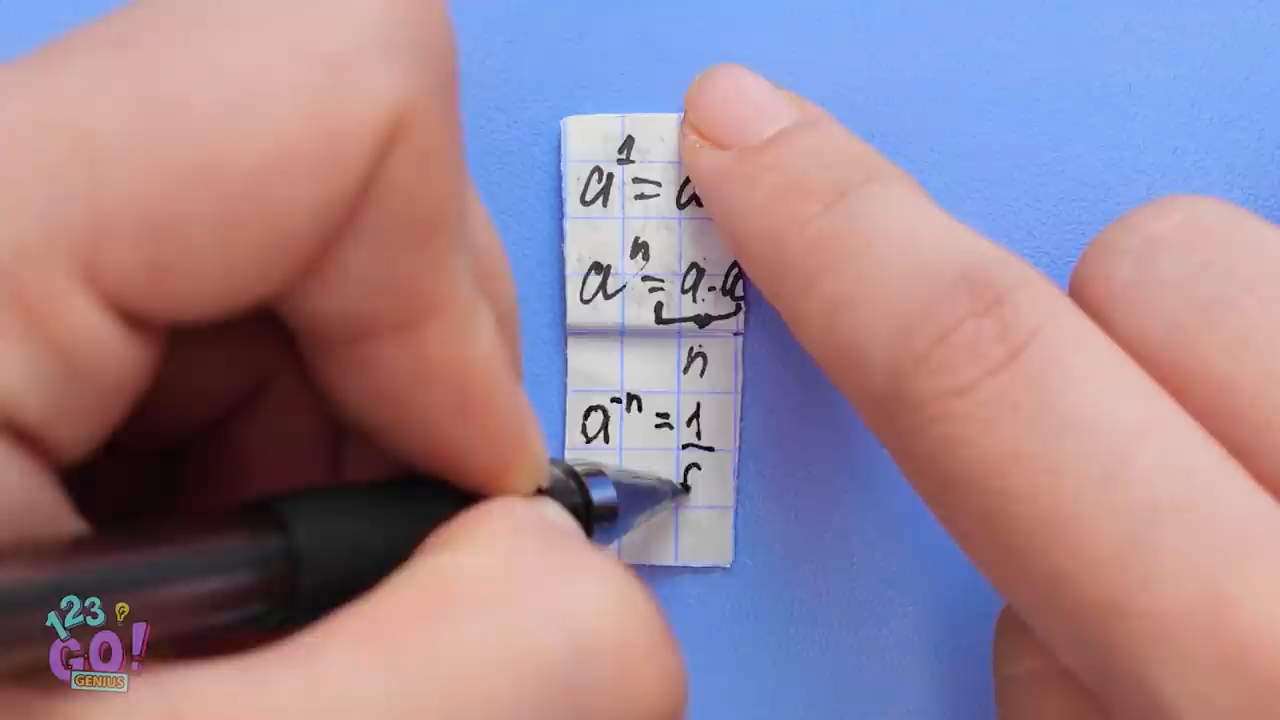 a¹ = a
aⁿ = a·a
n
a⁻ⁿ = 1
123
GO!
GENIUS